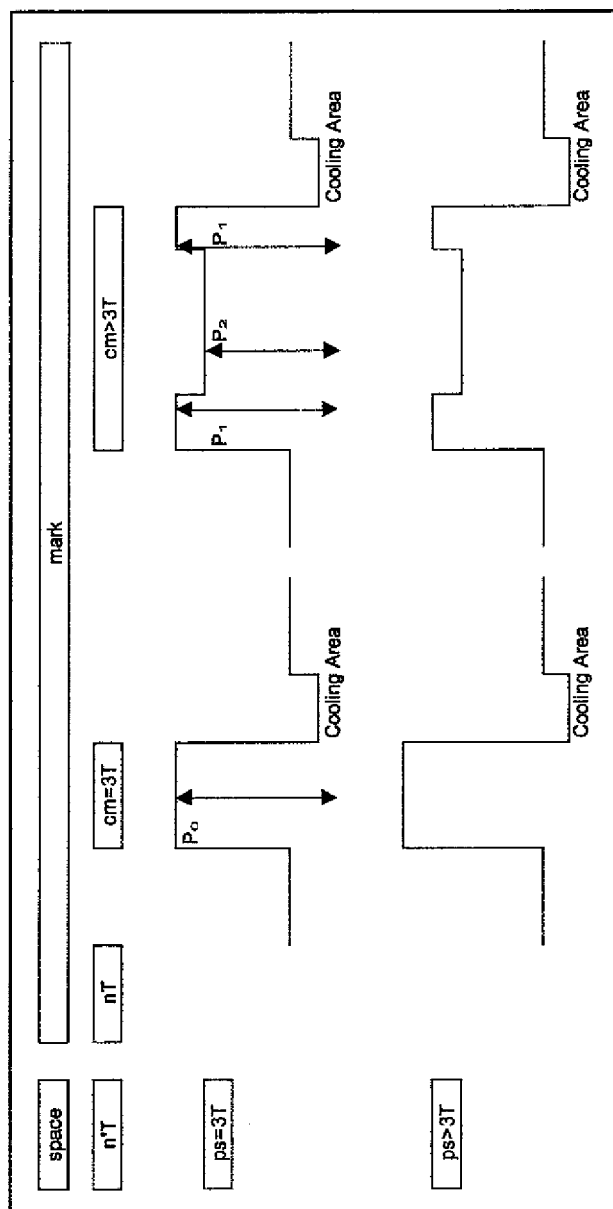 space mark
n'T nT cm=3T cm>3T
ps=3T P₀ P₁ P₂ P₁
Cooling Area Cooling Area
ps>3T
Cooling Area Cooling Area